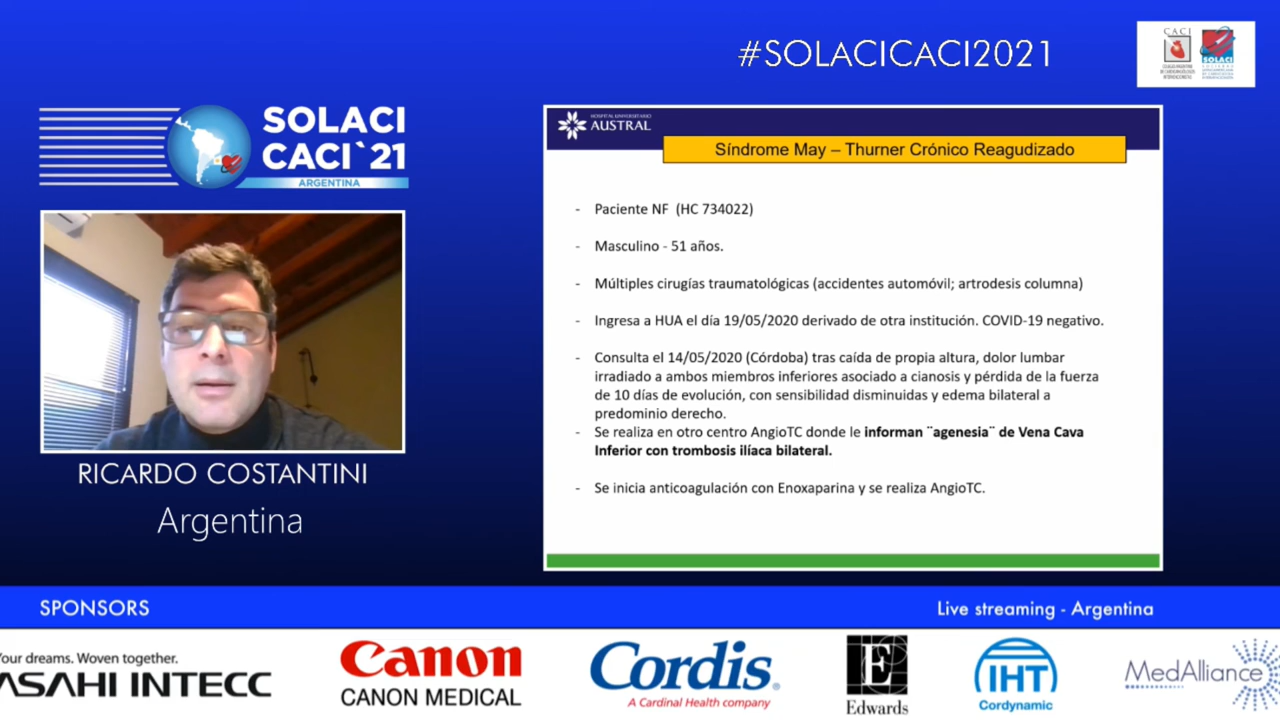 #SOLACICACI2021
CACI
SOLACI
SOLACI
CACI`21
ARGENTINA
HOSPITAL UNIVERSITARIO
AUSTRAL
Síndrome May – Thurner Crónico Reagudizado
- Paciente NF (HC 734022)
- Masculino - 51 años.
- Múltiples cirugías traumatológicas (accidentes automóvil; artrodesis columna)
- Ingresa a HUA el día 19/05/2020 derivado de otra institución. COVID-19 negativo.
- Consulta el 14/05/2020 (Córdoba) tras caída de propia altura, dolor lumbar
irradiado a ambos miembros inferiores asociado a cianosis y pérdida de la fuerza
de 10 días de evolución, con sensibilidad disminuidas y edema bilateral a
predominio derecho.
- Se realiza en otro centro AngioTC donde le informan ¨agenesia¨ de Vena Cava
Inferior con trombosis ilíaca bilateral.
- Se inicia anticoagulación con Enoxaparina y se realiza AngioTC.
RICARDO COSTANTINI
Argentina
SPONSORS
Live streaming - Argentina
Your dreams. Woven together.
ASAHI INTECC
Canon
CANON MEDICAL
Cordis
A Cardinal Health company
E
Edwards
IHT
Cordynamic
MedAlliance